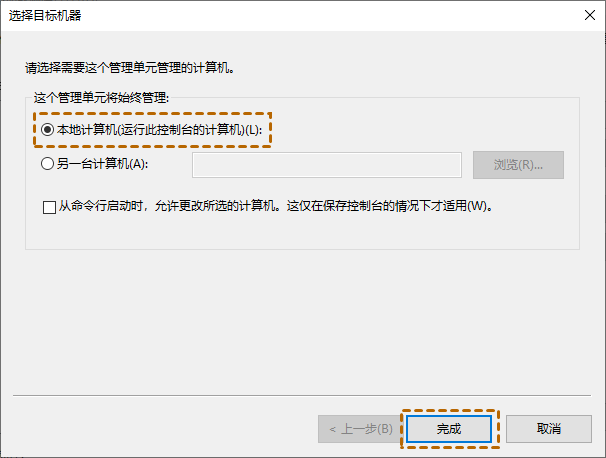 选择目标机器
请选择需要这个管理单元管理的计算机。
这个管理单元将始终管理:
本地计算机(运行此控制台的计算机)(L):
另一台计算机(A):
浏览(R)...
从命令行启动时，允许更改所选的计算机。这仅在保存控制台的情况下才适用(W)。
< 上一步(B)
完成
取消